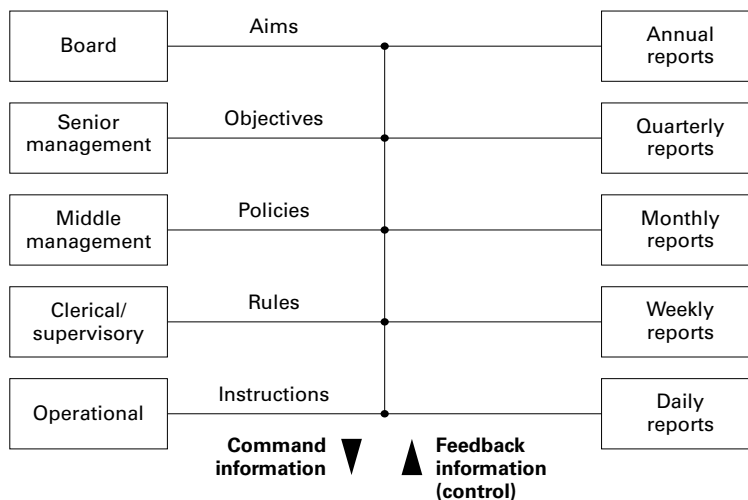 Board
Aims
Annual
reports
Senior
management
Objectives
Quarterly
reports
Middle
management
Policies
Monthly
reports
Clerical/
supervisory
Rules
Weekly
reports
Operational
Instructions
Daily
reports
Command
information
Feedback
information
(control)